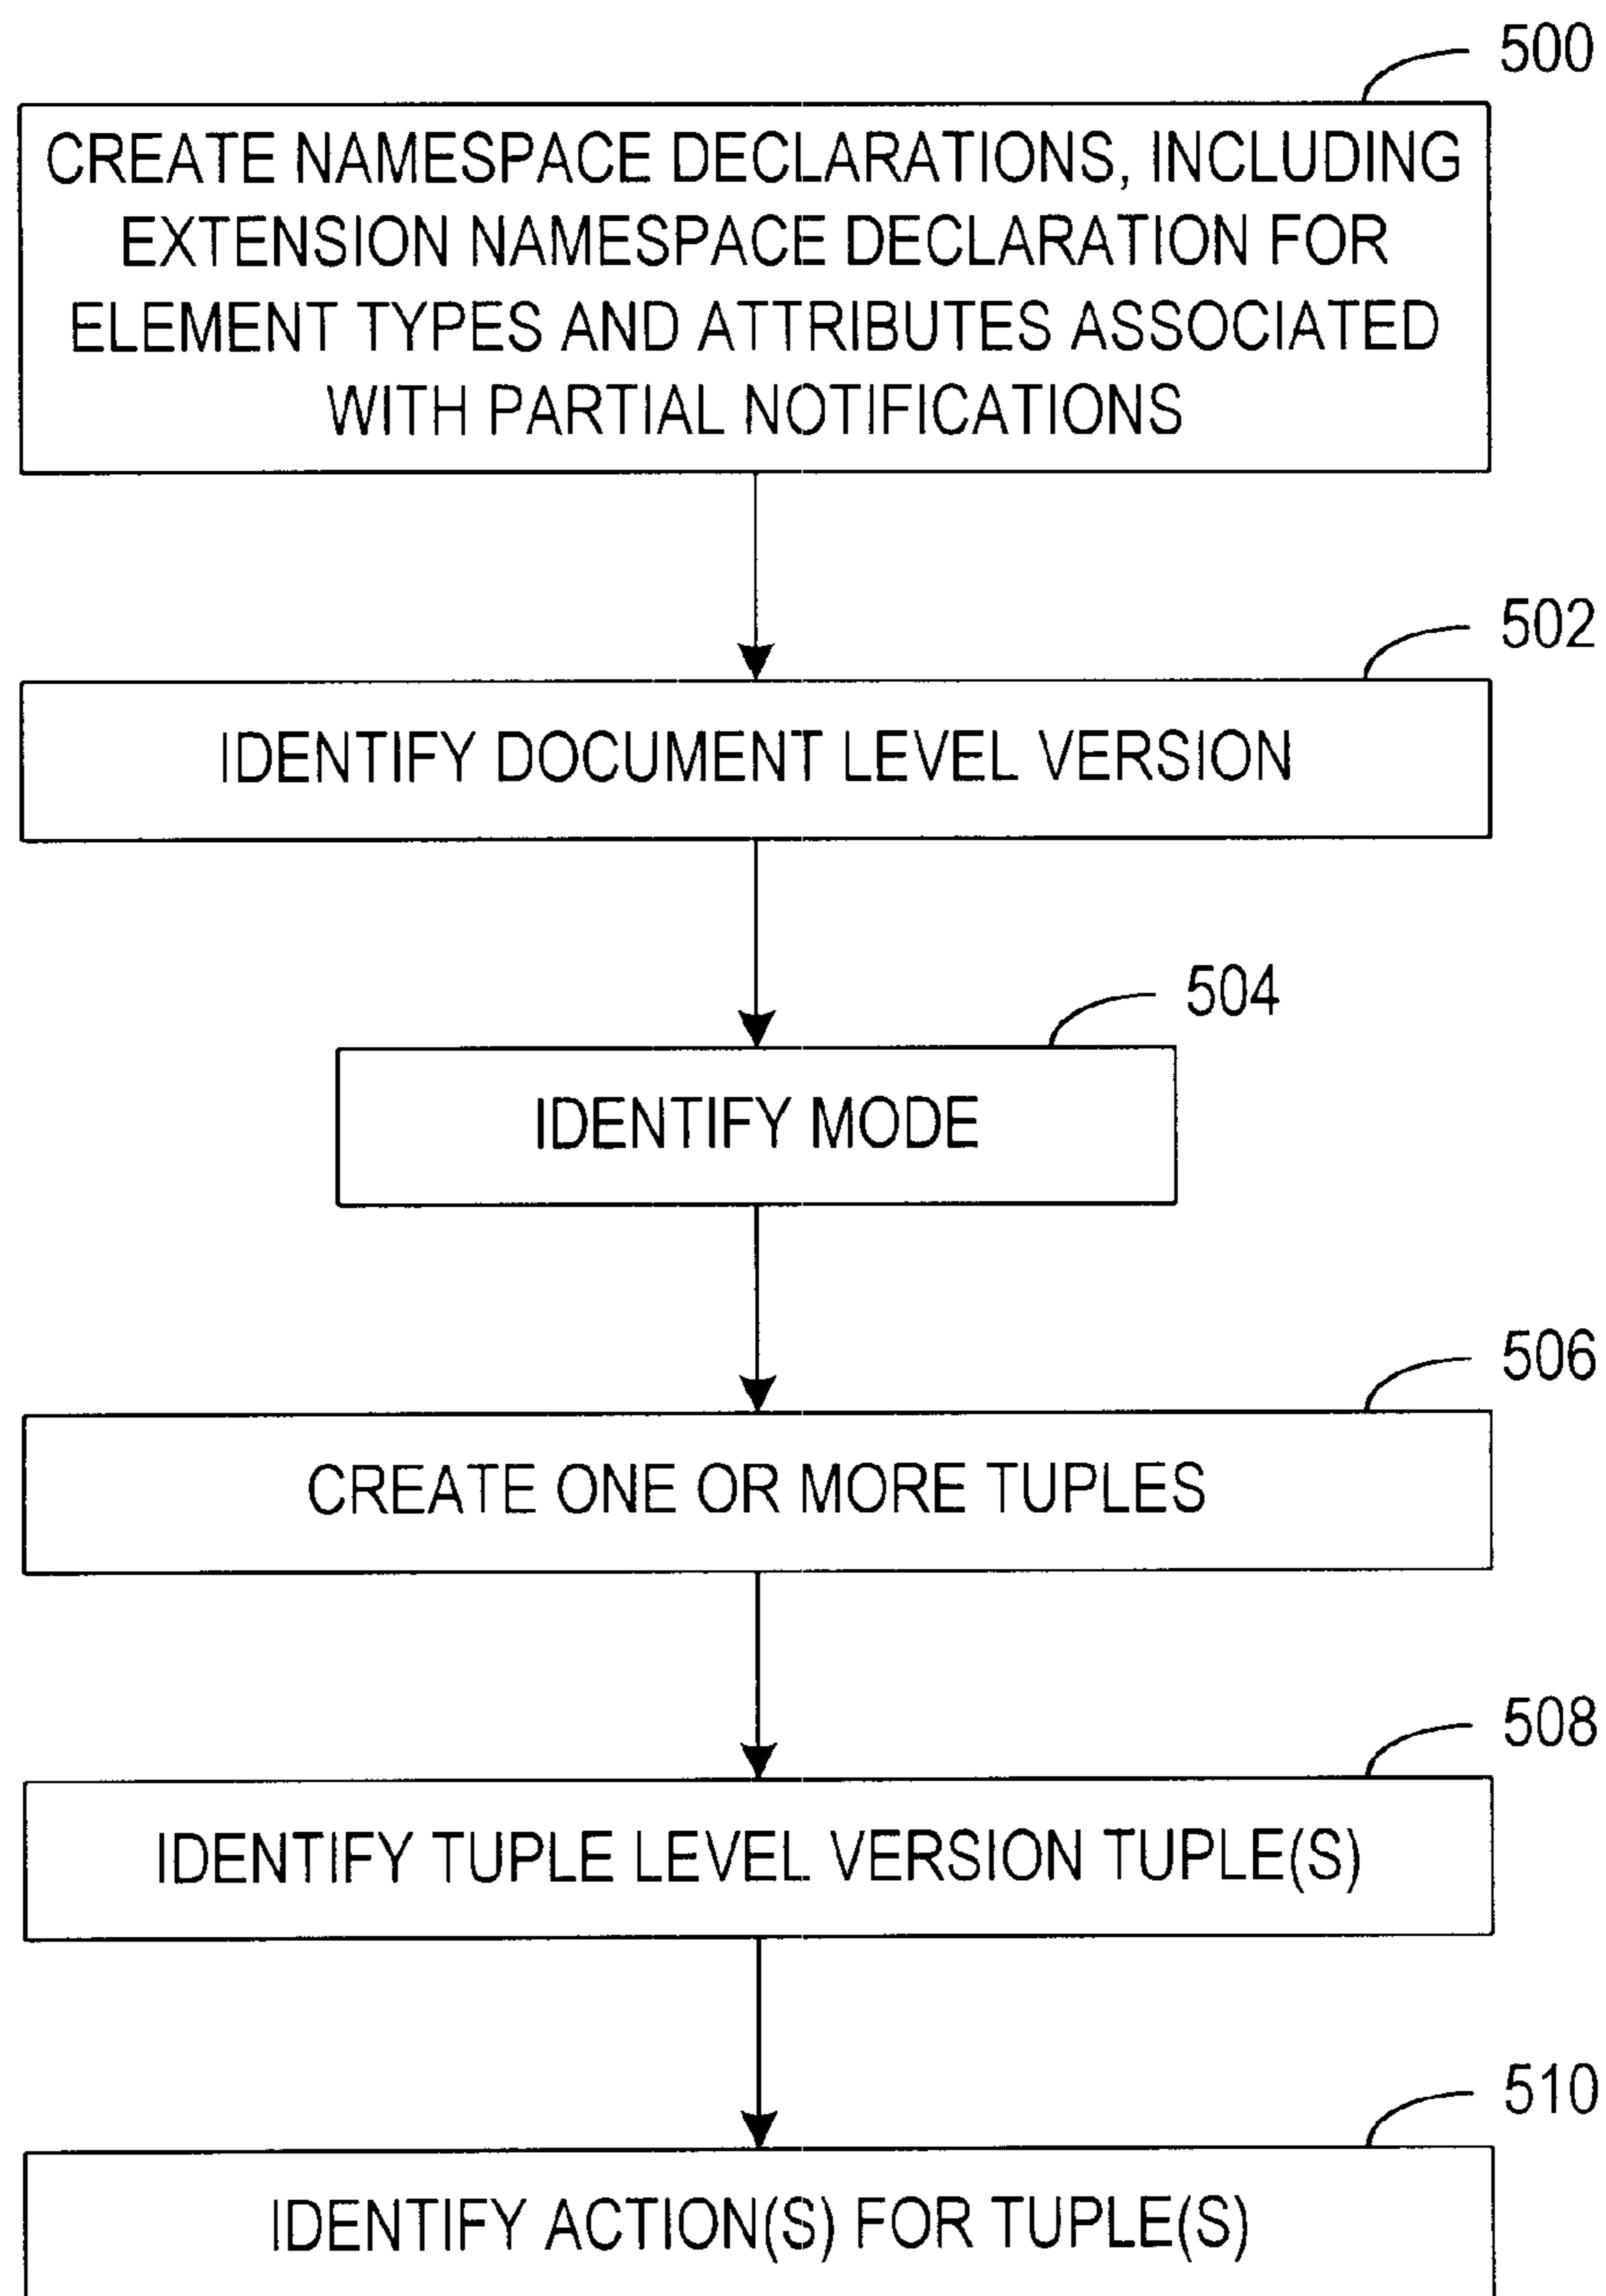 500
CREATE NAMESPACE DECLARATIONS, INCLUDING
EXTENSION NAMESPACE DECLARATION FOR
ELEMENT TYPES AND ATTRIBUTES ASSOCIATED
WITH PARTIAL NOTIFICATIONS
502
IDENTIFY DOCUMENT LEVEL VERSION
504
IDENTIFY MODE
506
CREATE ONE OR MORE TUPLES
508
IDENTIFY TUPLE LEVEL VERSION TUPLE(S)
510
IDENTIFY ACTION(S) FOR TUPLE(S)